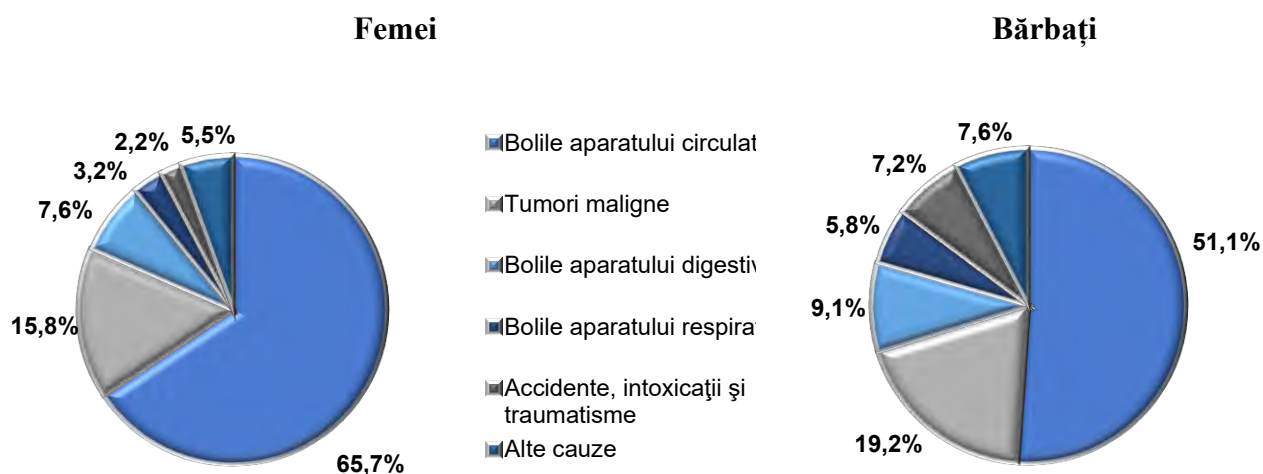 Femei
Bărbați
2,2%
5,5%
3,2%
7,6%
15,8%
65,7%
Bolile aparatului circulat
Tumori maligne
Bolile aparatului digestiv
Bolile aparatului respira
Accidente, intoxicaţii şi
traumatisme
Alte cauze
7,6%
7,2%
5,8%
9,1%
19,2%
51,1%